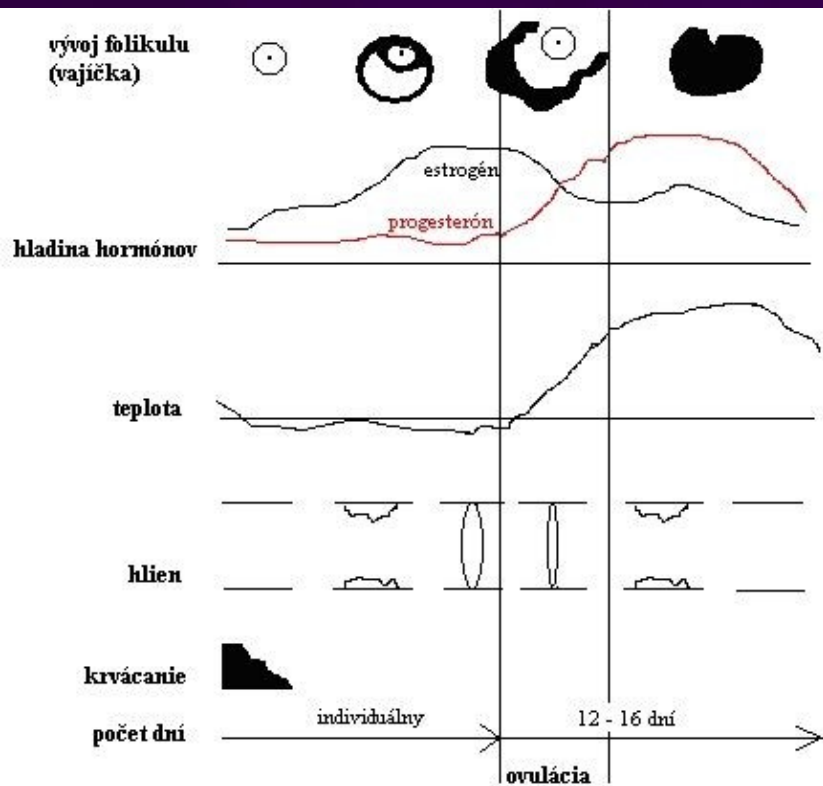 vývoj folikulu
(vajíčka)
estrogén
progesterón
hladina hormónov
teplota
hlien
krvácanie
individuálny
12 - 16 dní
počet dní
ovulácia